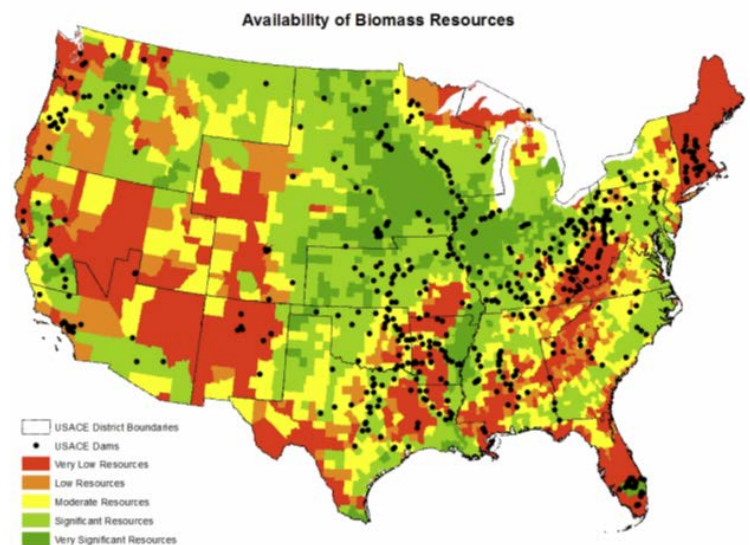 Availability of Biomass Resources
USACE District Boundaries
USACE Dams
Very Low Resources
Low Resources
Moderate Resources
Significant Resources
Very Significant Resources